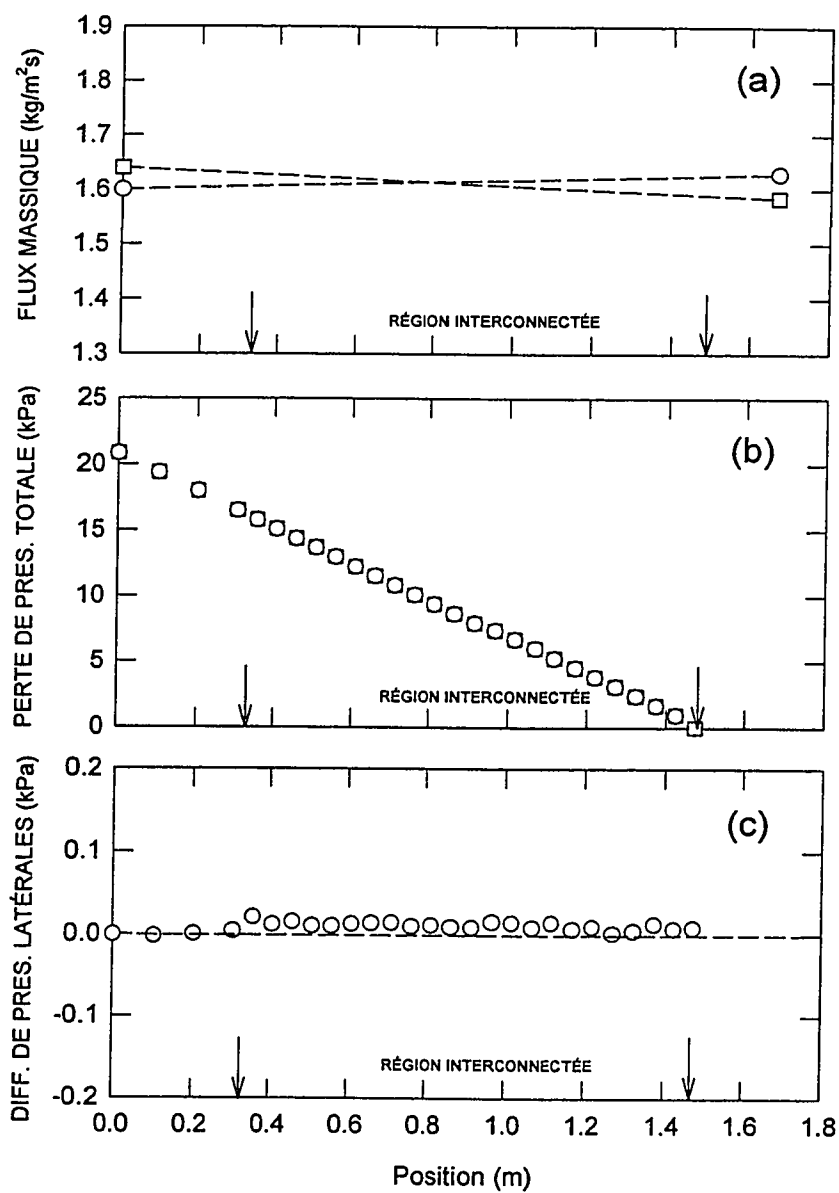 1.9
1.8
1.7
1.6
1.5
1.4
1.3
FLUX MASSIQUE (kg/m²s)
(a)
RÉGION INTERCONNECTÉE
25
20
15
10
5
0
PERTE DE PRES. TOTALE (kPa)
(b)
RÉGION INTERCONNECTÉE
0.2
0.1
0.0
-0.1
-0.2
DIFF. DE PRES. LATÉRALES (kPa)
(c)
RÉGION INTERCONNECTÉE
0.0 0.2 0.4 0.6 0.8 1.0 1.2 1.4 1.6 1.8
Position (m)